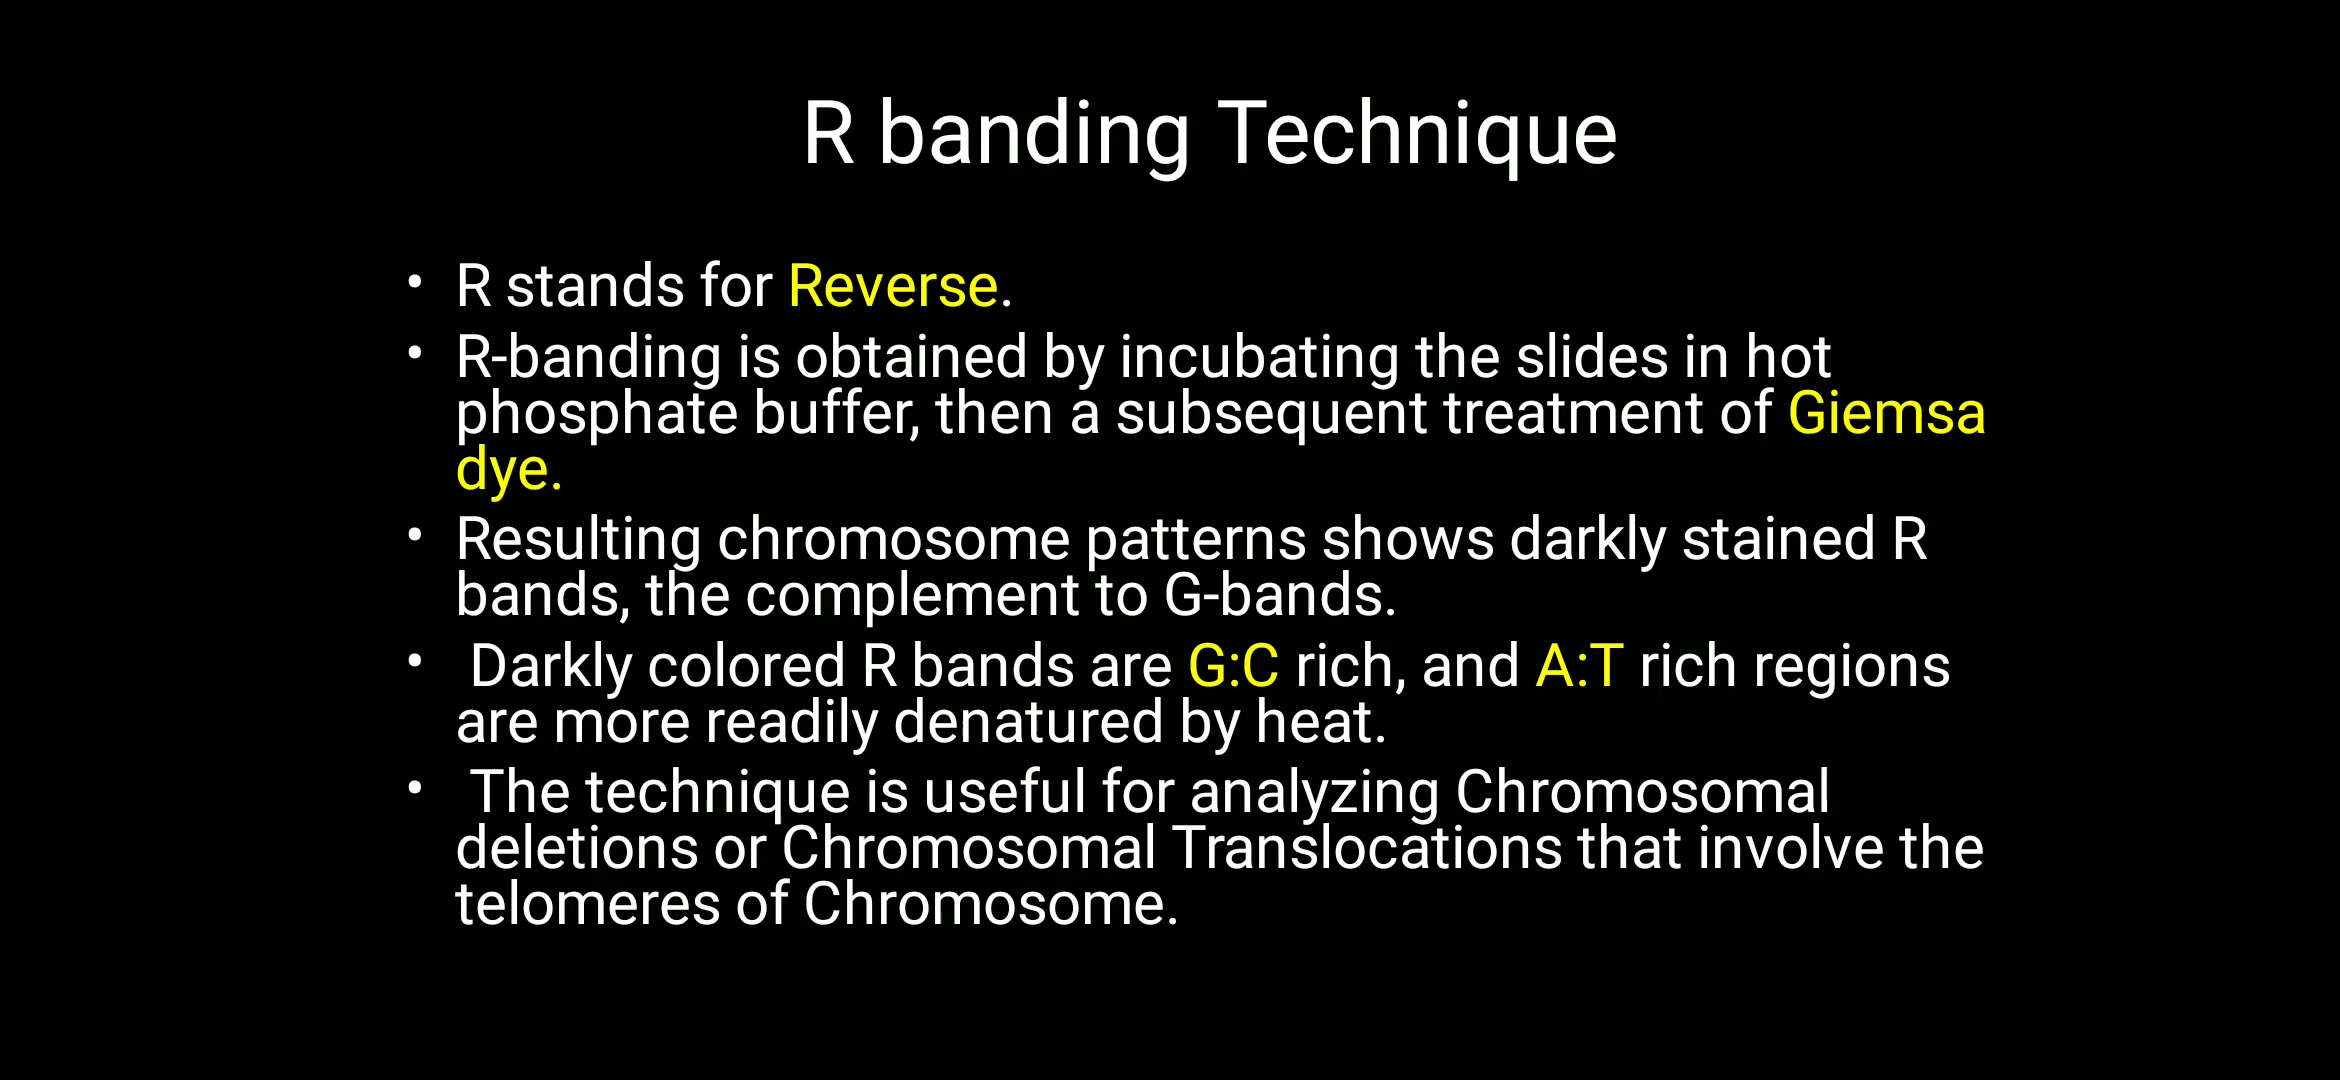 R banding Technique
• R stands for Reverse.
• R-banding is obtained by incubating the slides in hot
phosphate buffer, then a subsequent treatment of Giemsa
dye.
• Resulting chromosome patterns shows darkly stained R
bands, the complement to G-bands.
• Darkly colored R bands are G:C rich, and A:T rich regions
are more readily denatured by heat.
• The technique is useful for analyzing Chromosomal
deletions or Chromosomal Translocations that involve the
telomeres of Chromosome.